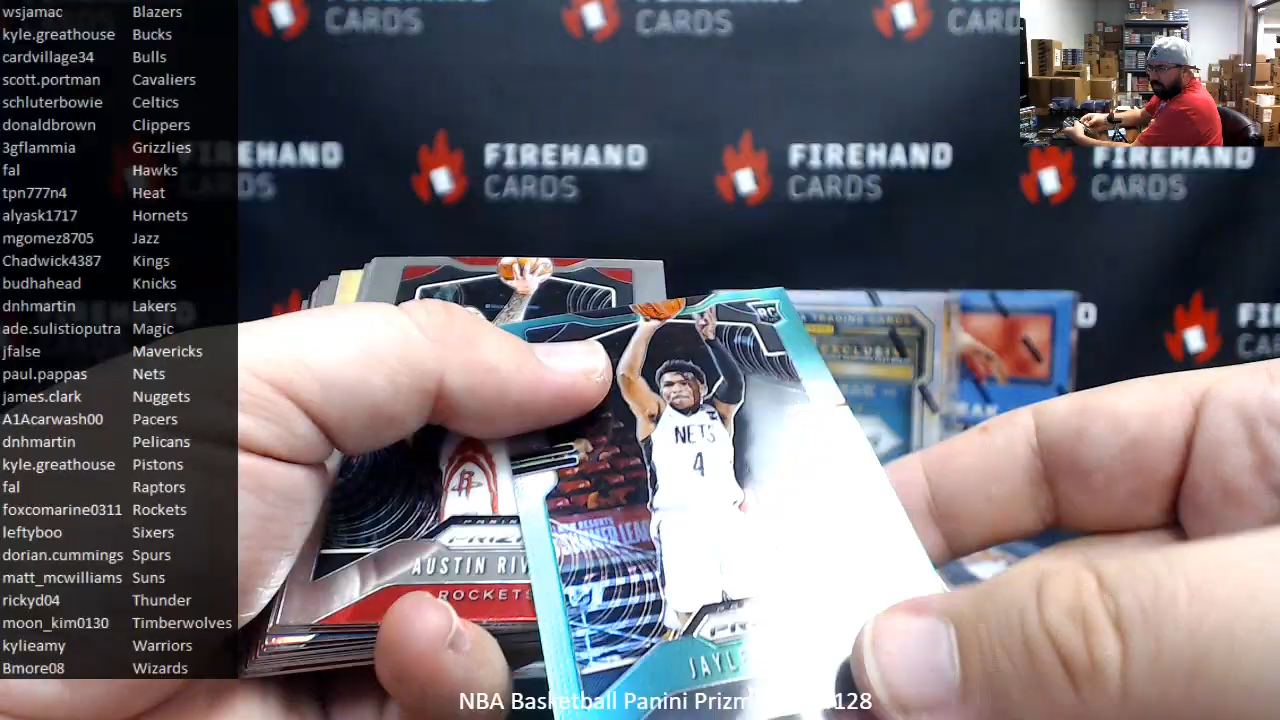 wsjamac Blazers
kyle.greathouse Bucks
cardvillage34 Bulls
scott.portman Cavaliers
schluterbowie Celtics
donaldbrown Clippers
3gflammia Grizzlies
fal Hawks
tpn777n4 Heat
alyask1717 Hornets
mgomez8705 Jazz
Chadwick4387 Kings
budhahead Knicks
dnhmartin Lakers
ade.sulistioputra Magic
jfalse Mavericks
paul.pappas Nets
james.clark Nuggets
A1Acarwash00 Pacers
dnhmartin Pelicans
kyle.greathouse Pistons
fal Raptors
foxcomarine0311 Rockets
leftyboo Sixers
dorian.cummings Spurs
matt_mcwilliams Suns
rickyd04 Thunder
moon_kim0130 Timberwolves
kylieamy Warriors
Bmore08 Wizards
CARDS
CARDS
CARDS
FIREHAND
CARDS
FIREHAND
CARDS
FIREHAND
CARDS
RC
NETS
4
R
PANINI
AUSTIN
ROCKETS
NBA Basketball Panini Prizm
128